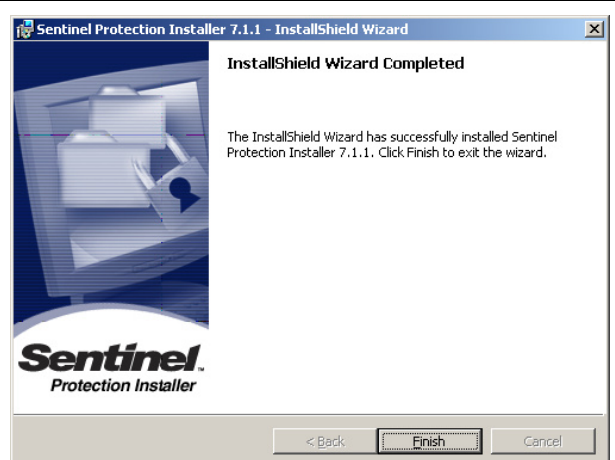 Sentinel Protection Installer 7.1.1 - InstallShield Wizard
InstallShield Wizard Completed
The InstallShield Wizard has successfully installed Sentinel
Protection Installer 7.1.1. Click Finish to exit the wizard.
Sentinel™
Protection Installer
< Back Finish Cancel